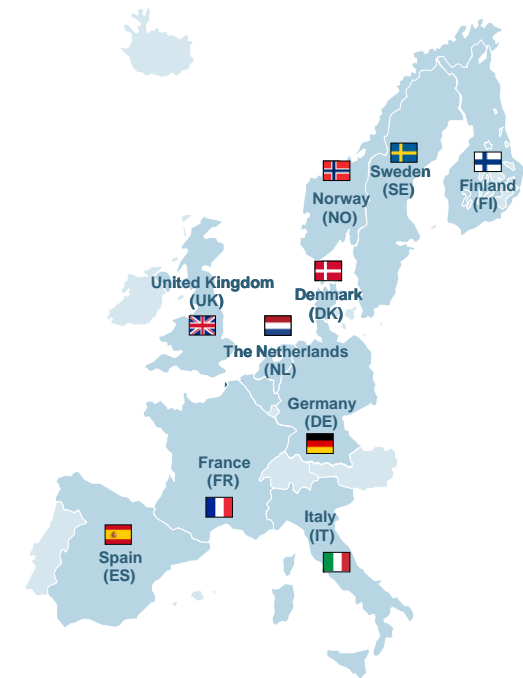 Sweden
(SE)
Finland
(FI)
Norway
(NO)
United Kingdom
(UK)
Denmark
(DK)
The Netherlands
(NL)
Germany
(DE)
France
(FR)
Italy
(IT)
Spain
(ES)